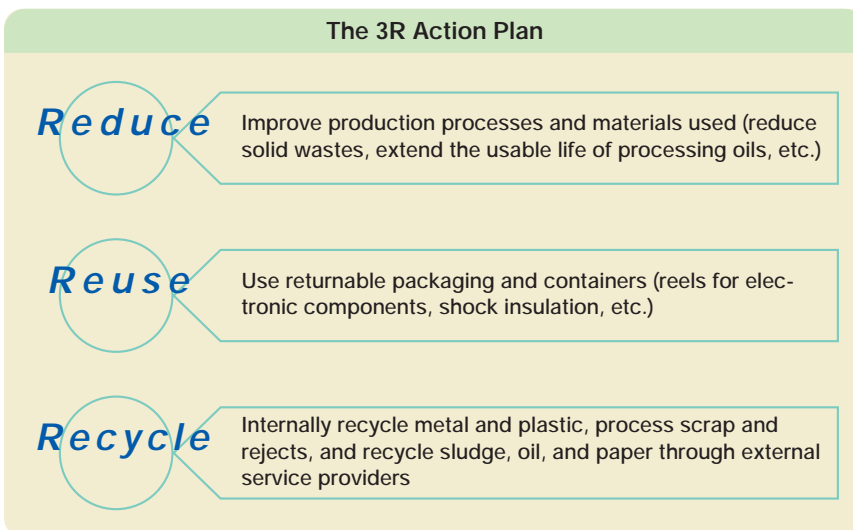 The 3R Action Plan
Reduce
Improve production processes and materials used (reduce
solid wastes, extend the usable life of processing oils, etc.)
Reuse
Use returnable packaging and containers (reels for elec-
tronic components, shock insulation, etc.)
Recycle
Internally recycle metal and plastic, process scrap and
rejects, and recycle sludge, oil, and paper through external
service providers